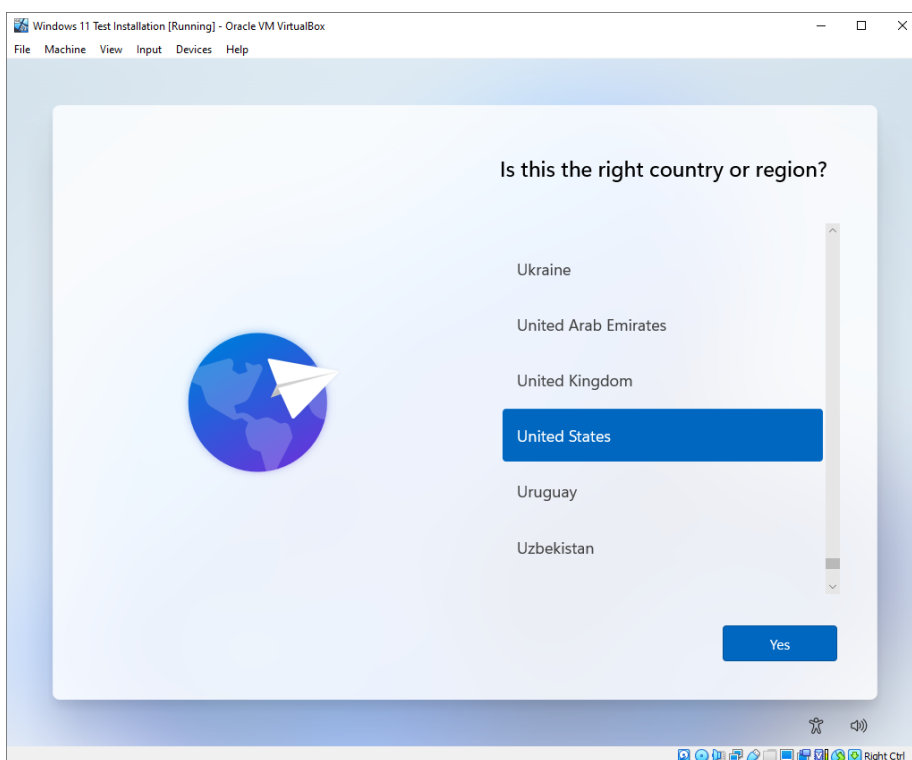 Windows 11 Test Installation [Running] - Oracle VM VirtualBox
File Machine View Input Devices Help
Is this the right country or region?
Ukraine
United Arab Emirates
United Kingdom
United States
Uruguay
Uzbekistan
Yes
Right Ctrl